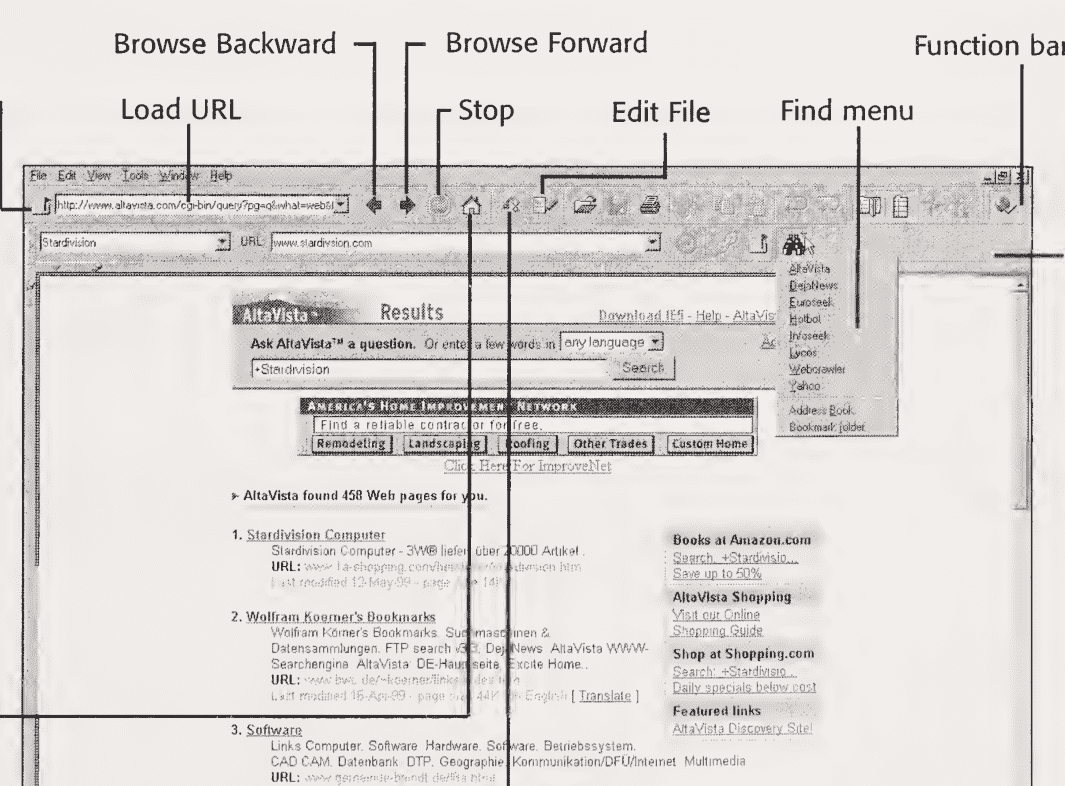 Browse Backward
Browse Forward
Function bar
Load URL
Stop
Edit File
Find menu
File Edit View Tools Window Help
http://www.altavista.com/cgi-bin/query?pg=q&what=web&
Stardivision
URL: www.stardivision.com
AltaVista
DejaNews
Euroseek
Hotbot
Infoseek
Lycos
Webcrawler
Yahoo
Address Book
Bookmark folder
AltaVista™ Results
Download IE5 - Help - AltaVis
Ask AltaVista™ a question. Or enter a few words in any language
+Stardivision
Search
AMERICA'S HOME IMPROVEMENT NETWORK
Find a reliable contractor for free.
Remodeling Landscaping Roofing Other Trades Custom Home
Click Here For ImproveNet
AltaVista found 458 Web pages for you.
1. Stardivision Computer
Stardivision Computer - 3W® liefert über 20000 Artikel.
URL:
Last modified 12-May-99 - page
2. Wolfram Koerner's Bookmarks
Wolfram Körner's Bookmarks. Suchmaschinen &
Datensammlungen. FTP search DejaNews AltaVista WWW-
Searchengine AltaVista DE-Hauptseite Excite Home..
URL:
Last modified 16-Apr-99 - page size 44K in English [ Translate ]
3. Software
Links Computer. Software Hardware. Software. Betriebssystem.
CAD CAM. Datenbank DTP. Geographie. Kommunikation/DFÜ/Internet Multimedia
URL:
Books at Amazon.com
Search: +Stardivisio...
Save up to 50%
AltaVista Shopping
Visit our Online
Shopping Guide
Shop at Shopping.com
Search: +Stardivisio...
Daily specials below cost
Featured links
AltaVista Discovery Site!